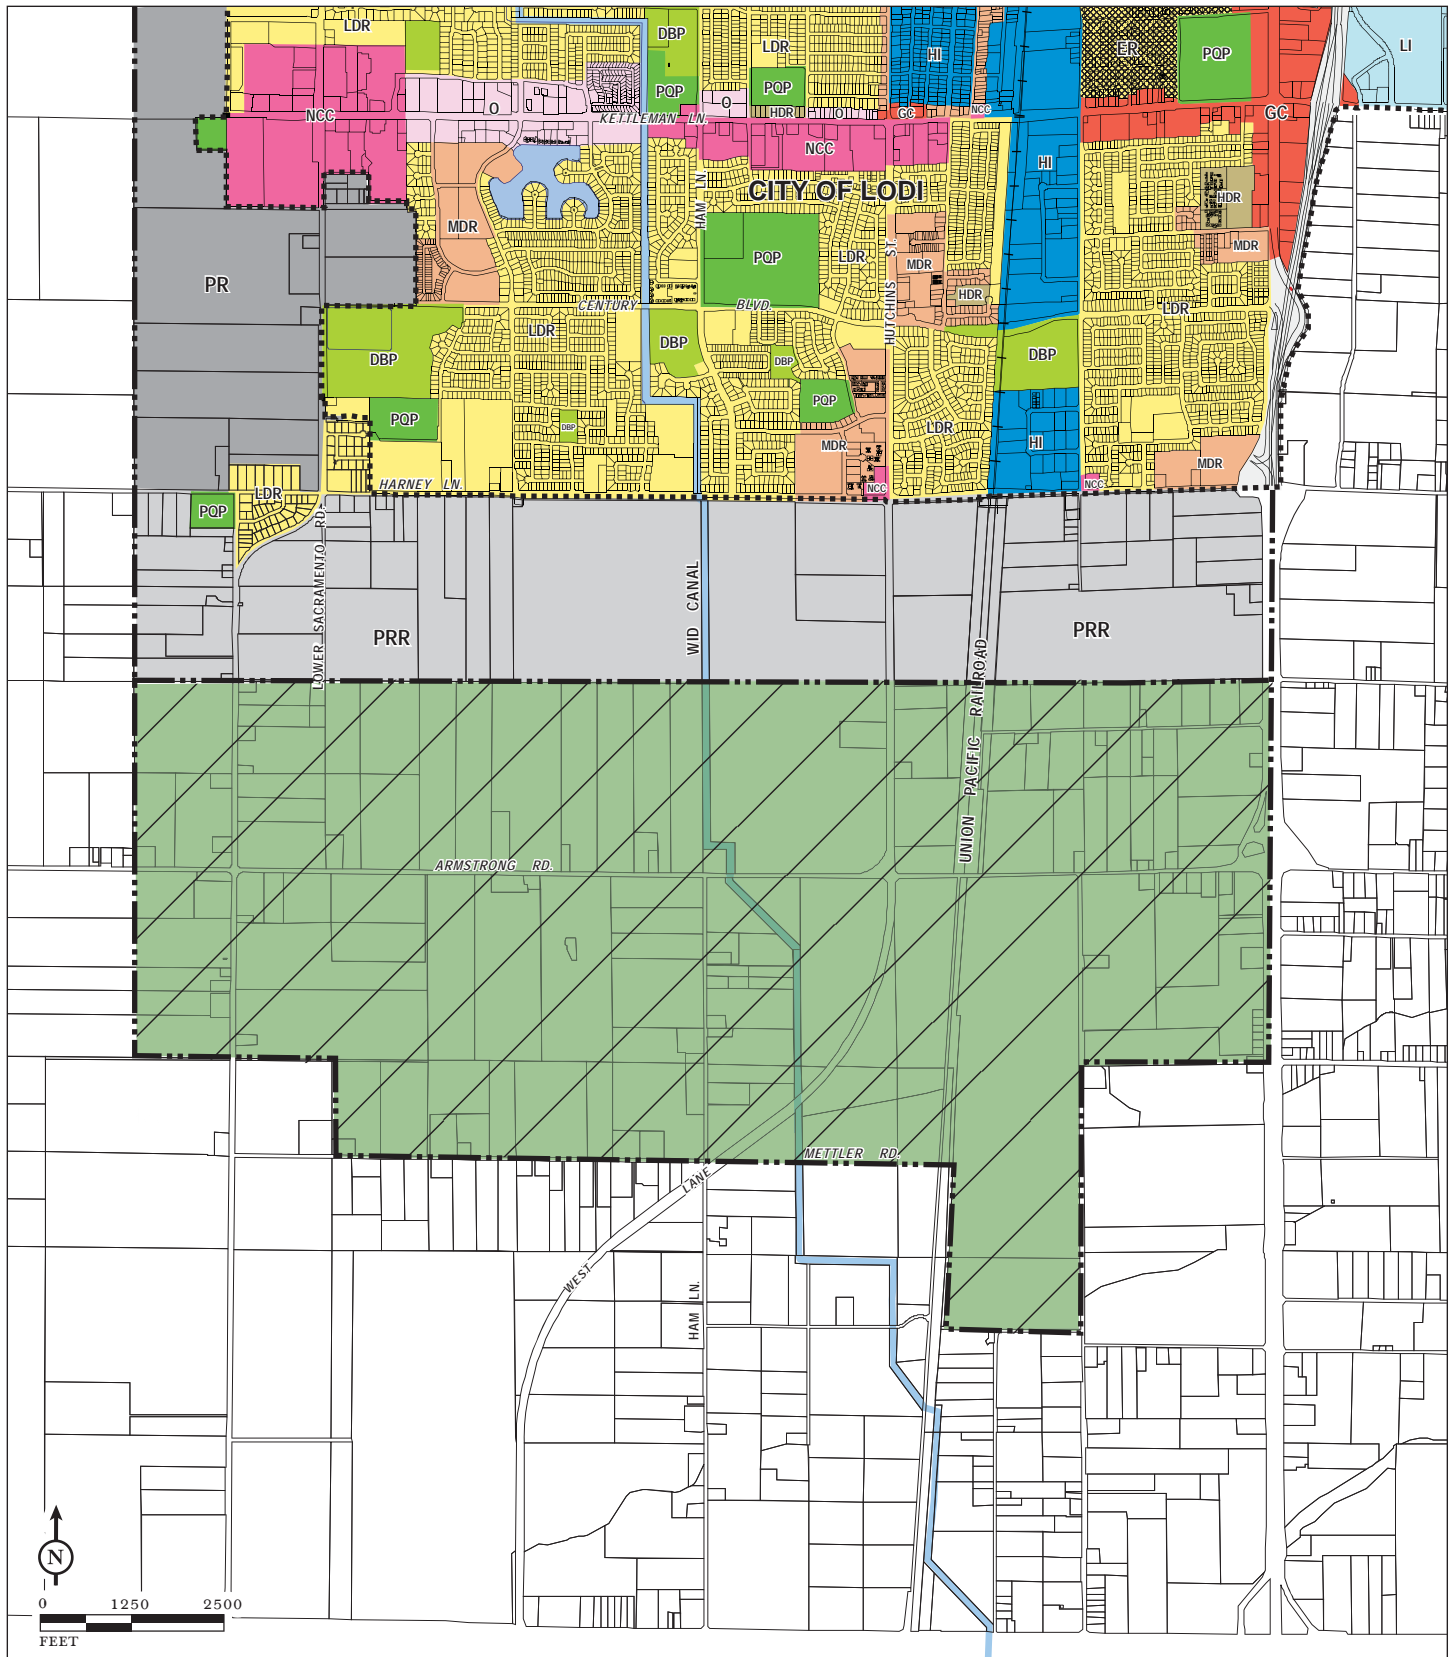 LDR
DBP
LDR
HI
ER
PQP
LI
PQP
PQP
O
O
HDR
O
GC
NCC
GC
NCC
KETTLEMAN LN.
NCC
HI
CITY OF LODI
HAM LN.
HDR
MDR
PR
PQP
LDR
HUTCHINS ST.
MDR
MDR
HDR
CENTURY BLVD
LDR
LDR
DBP
DBP
DBP
DBP
PQP
PQP
DBP
LDR
HI
MDR
MDR
HARNEY LN.
NCC
NCC
LDR
PQP
LOWER SACRAMENTO RD.
WID CANAL
PRR
PRR
UNION PACIFIC RAILROAD
ARMSTRONG RD.
METTLER RD.
WEST LANE
HAM LN.
N
0 1250 2500
FEET